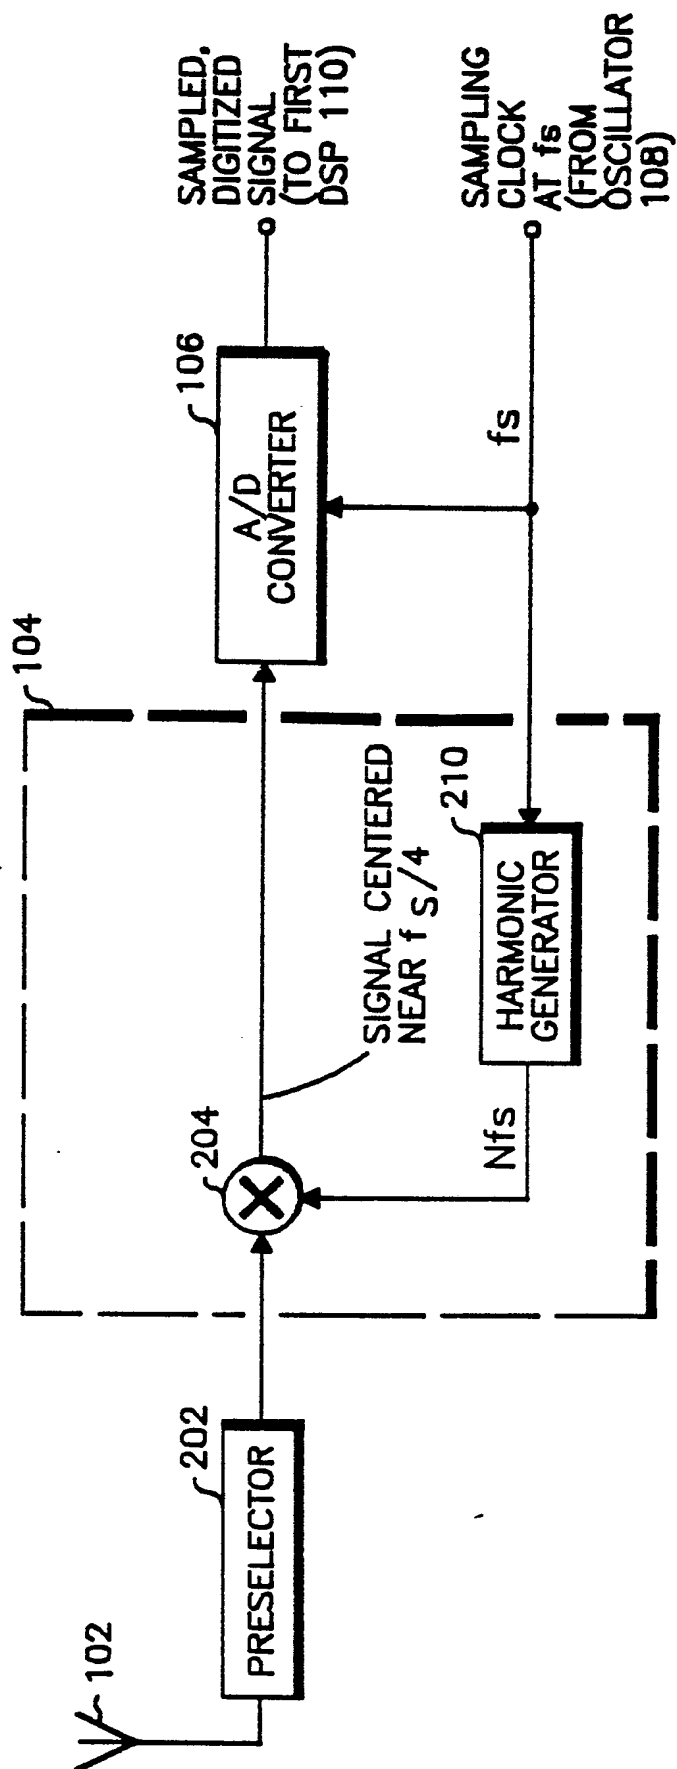 102
202
PRESELECTOR
104
204
SIGNAL CENTERED
NEAR fS/4
Nfs
210
HARMONIC
GENERATOR
106
A/D
CONVERTER
fs
SAMPLED,
DIGITIZED
SIGNAL
(TO FIRST
DSP 110)
SAMPLING
CLOCK
AT fs
(FROM
OSCILLATOR
108)